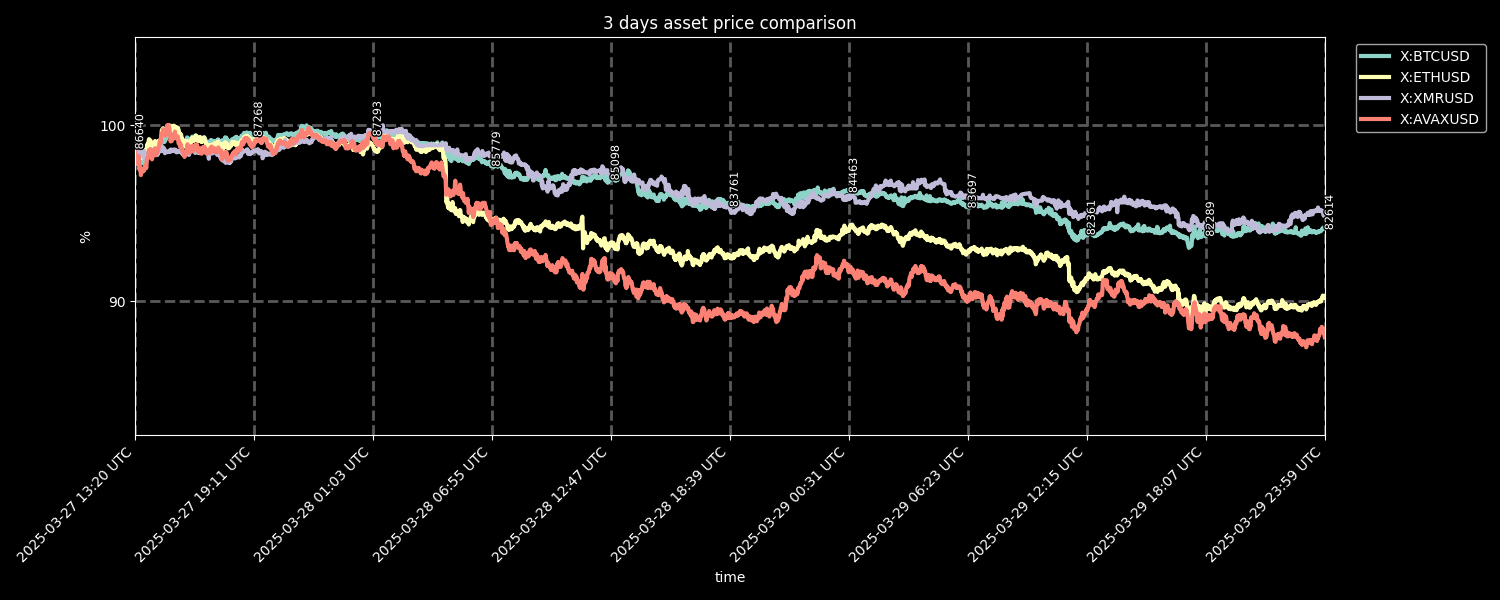 3 days asset price comparison
X:BTCUSD
X:ETHUSD
X:XMRUSD
X:AVAXUSD
100
90
%
86640
87268
87293
85779
85098
83761
84463
83697
82361
82289
82614
2025-03-27 13:20 UTC
2025-03-27 19:11 UTC
2025-03-28 01:03 UTC
2025-03-28 06:55 UTC
2025-03-28 12:47 UTC
2025-03-28 18:39 UTC
2025-03-29 00:31 UTC
2025-03-29 06:23 UTC
2025-03-29 12:15 UTC
2025-03-29 18:07 UTC
2025-03-29 23:59 UTC
time